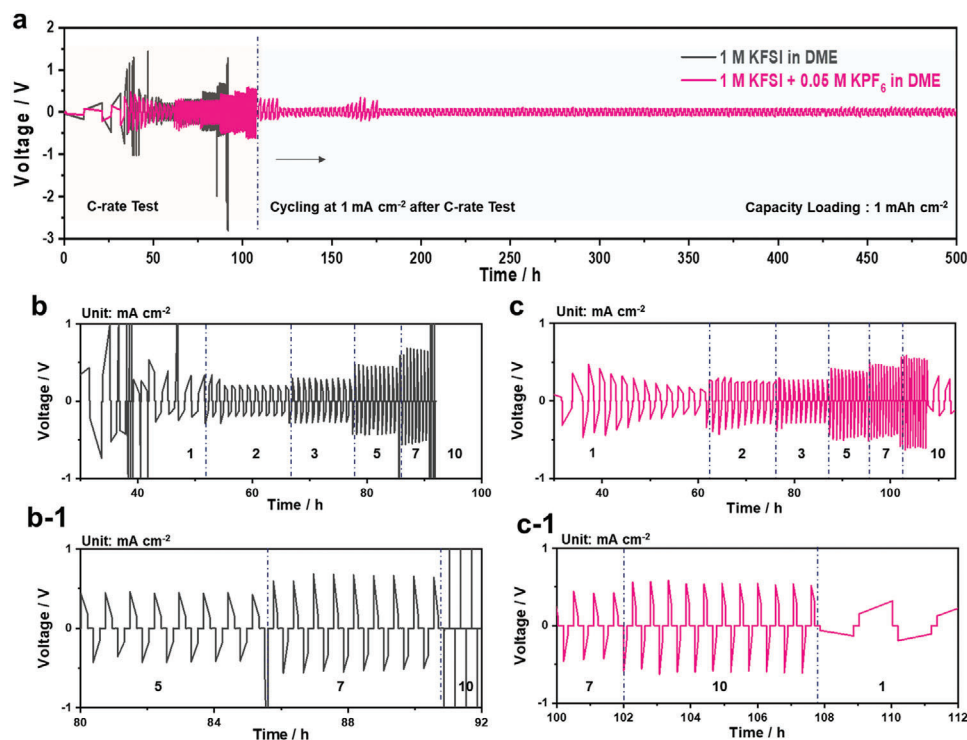 a
2
1
0
-1
-2
-3
Voltage / V
1 M KFSI in DME
1 M KFSI + 0.05 M KPF₆ in DME
C-rate Test
Cycling at 1 mA cm⁻² after C-rate Test
Capacity Loading : 1 mAh cm⁻²
0 50 100 150 200 250 300 350 400 450 500
Time / h
b
Unit: mA cm⁻²
1
0
-1
Voltage / V
1 2 3 5 7 10
40 60 80 100
Time / h
c
Unit: mA cm⁻²
1
0
-1
Voltage / V
1 2 3 5 7 10
30 40 60 80 100
Time / h
b-1
Unit: mA cm⁻²
1
0
-1
Voltage / V
5 7 10
80 84 88 92
Time / h
c-1
Unit: mA cm⁻²
1
0
-1
Voltage / V
7 10 1
100 102 104 106 108 110 112
Time / h